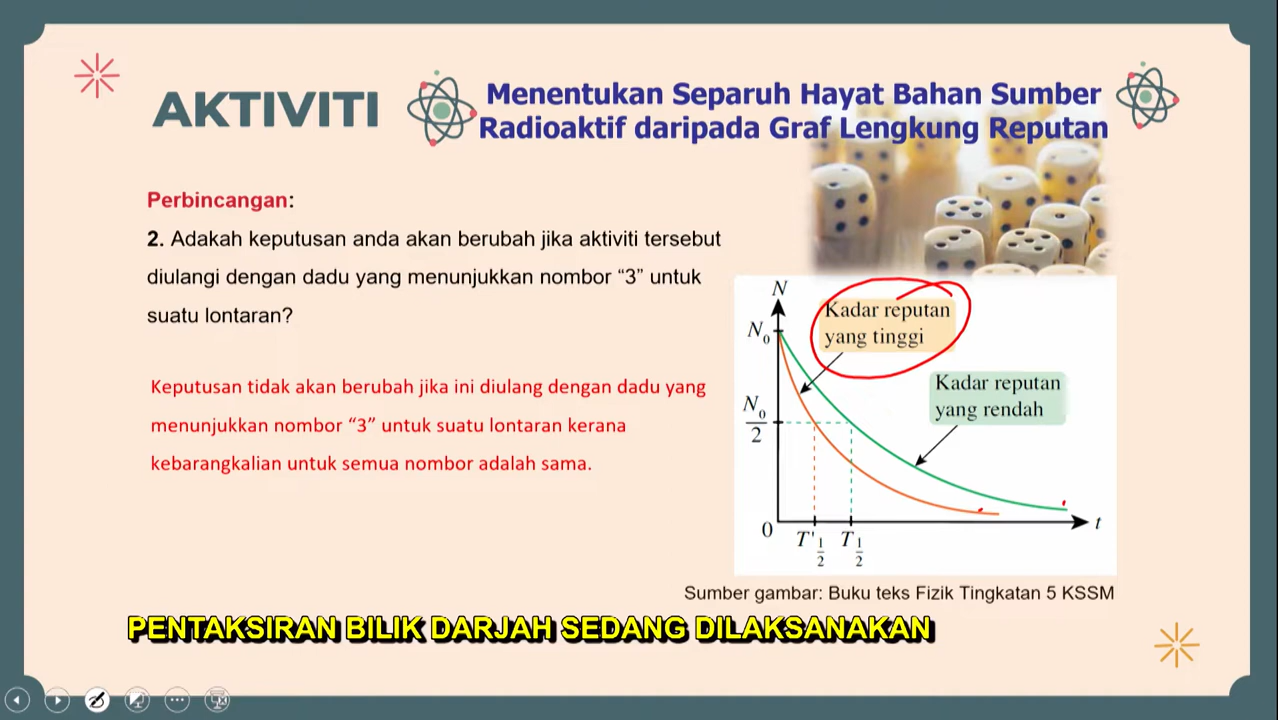 AKTIVITI
Menentukan Separuh Hayat Bahan Sumber
Radioaktif daripada Graf Lengkung Reputan
Perbincangan:
2. Adakah keputusan anda akan berubah jika aktiviti tersebut
diulangi dengan dadu yang menunjukkan nombor “3” untuk
suatu lontaran?
Keputusan tidak akan berubah jika ini diulang dengan dadu yang
menunjukkan nombor “3” untuk suatu lontaran kerana
kebarangkalian untuk semua nombor adalah sama.
N
N₀
Kadar reputan
yang tinggi
Kadar reputan
yang rendah
N₀
2
0
T'1/2 T1/2
t
Sumber gambar: Buku teks Fizik Tingkatan 5 KSSM
PENTAKSIRAN BILIK DARJAH SEDANG DILAKSANAKAN